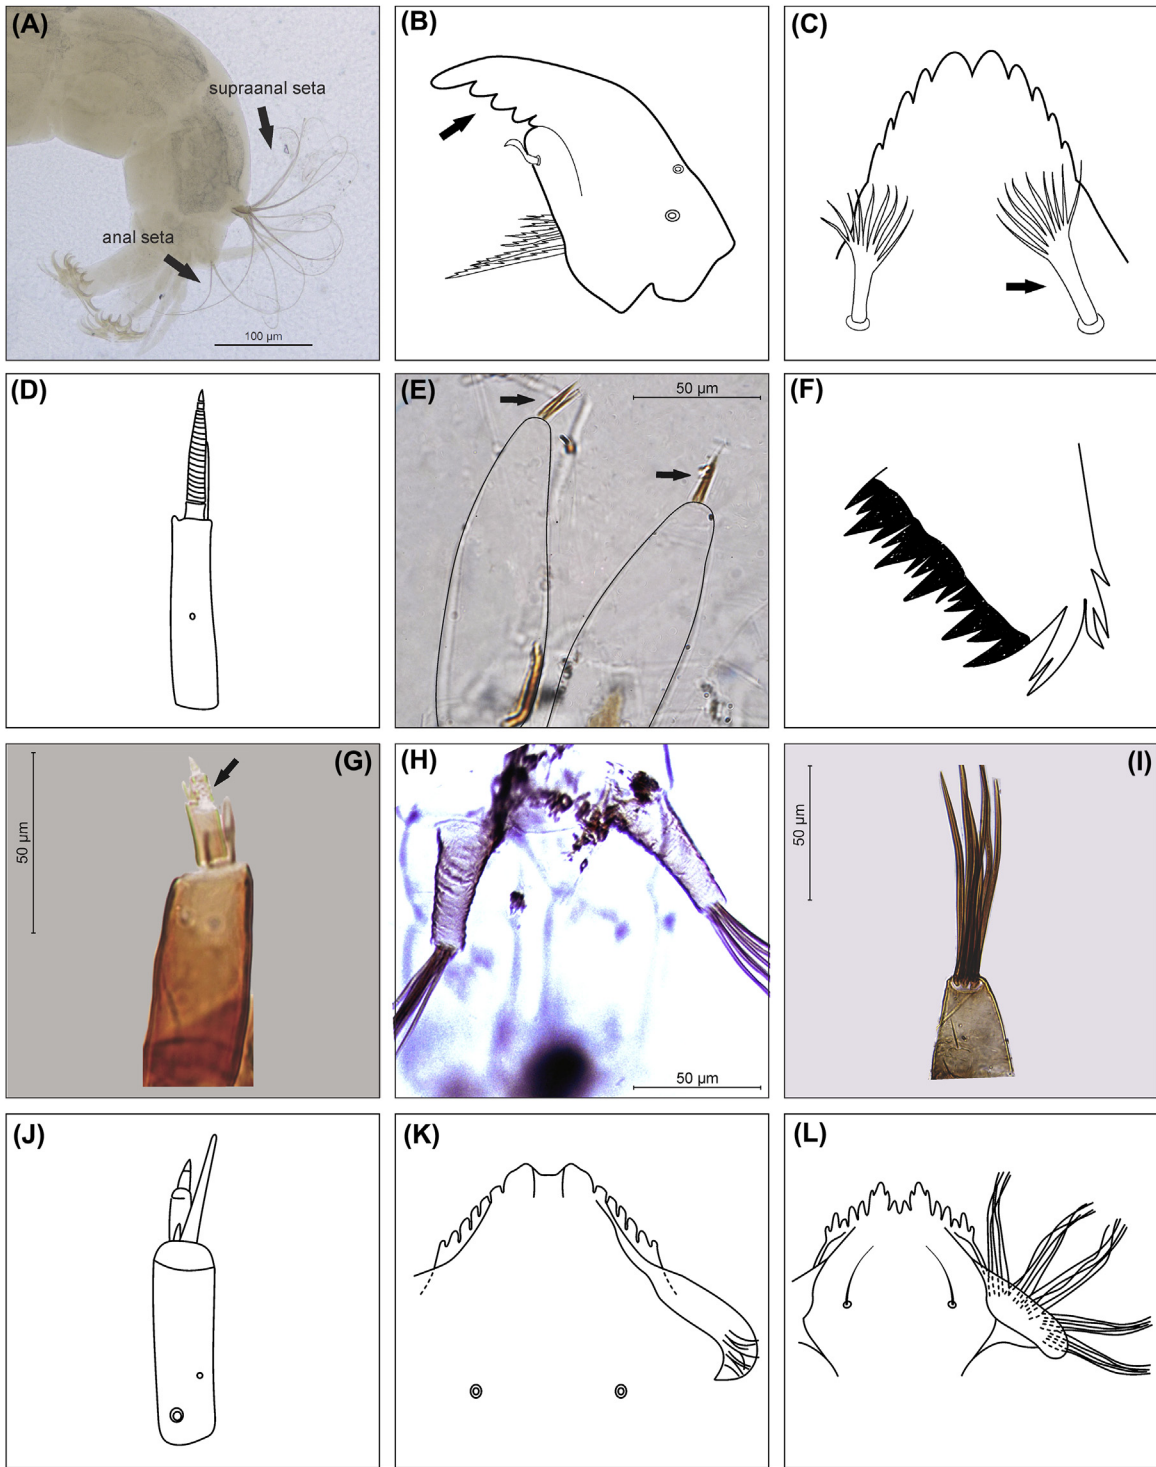 (A)
supraanal seta
anal seta
100 µm
(B)
(C)
(D)
(E)
50 µm
(F)
(G)
50 µm
(H)
50 µm
(I)
50 µm
(J)
(K)
(L)